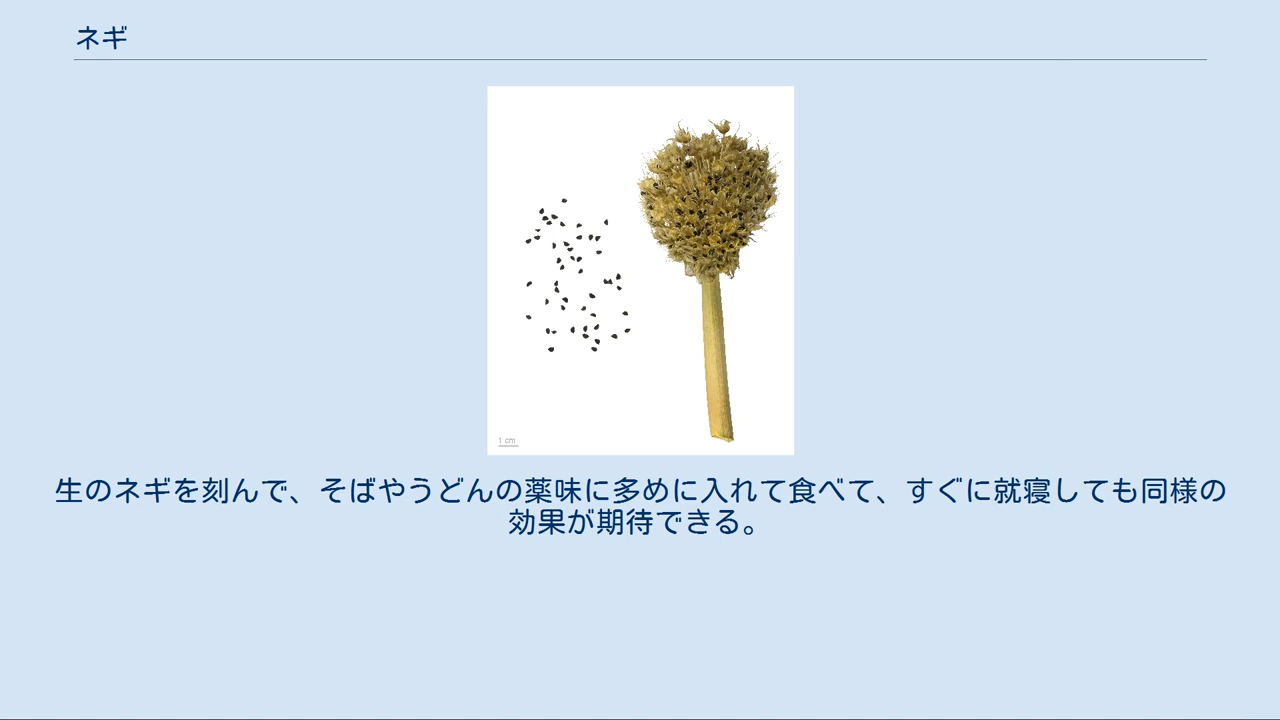 ネギ
1 cm
生のネギを刻んで、そばやうどんの薬味に多めに入れて食べて、すぐに就寝しても同様の
効果が期待できる。